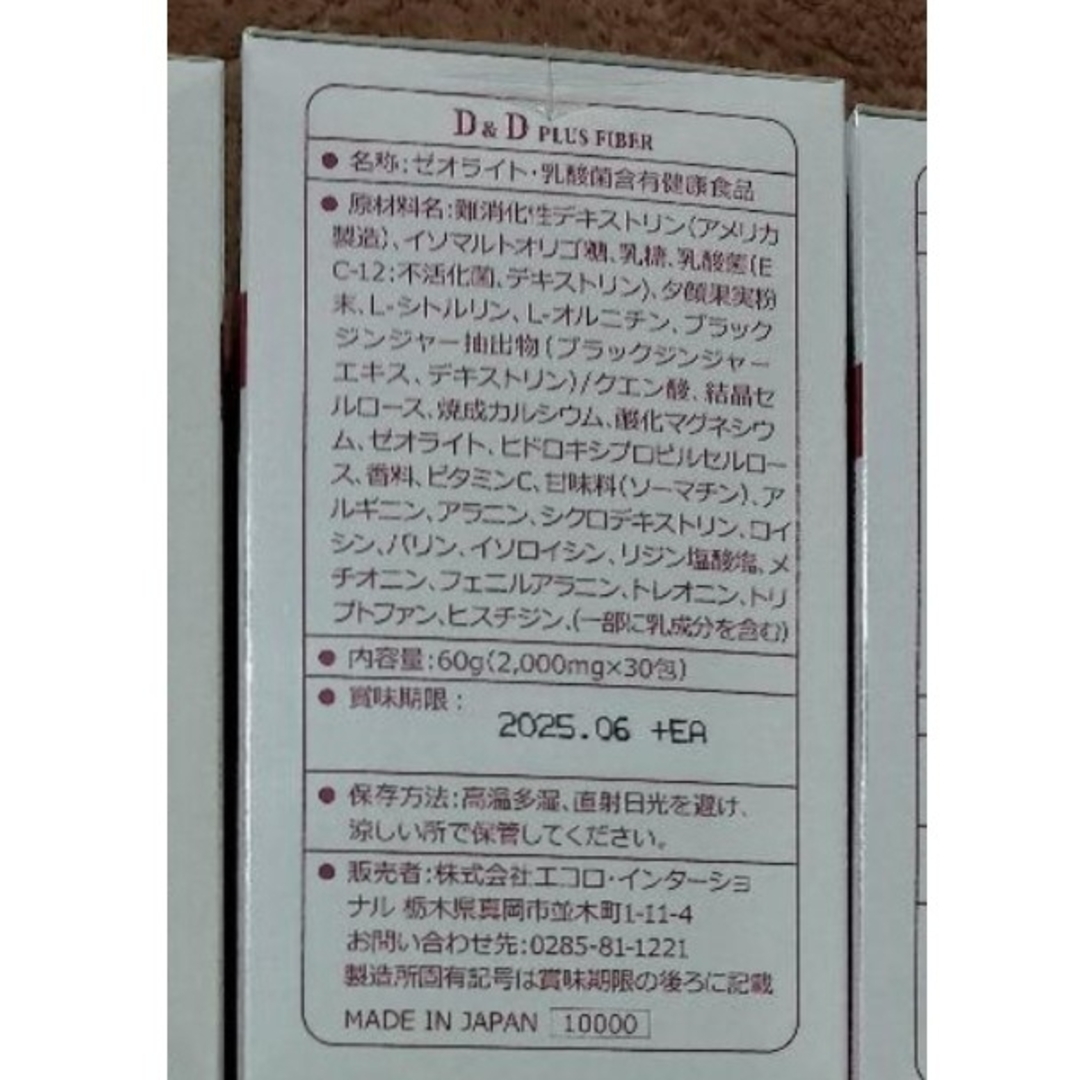 D & D PLUS FIBER
● 名称:ゼオライト・乳酸菌含有健康食品
● 原材料名:難消化性デキストリン(アメリカ
製造)、イソマルトオリゴ糖、乳糖、乳酸菌(E
C-12:不活化菌、デキストリン)、夕顔果実粉
末、L-シトルリン、L-オルニチン、ブラック
ジンジャー抽出物(ブラックジンジャー
エキス、デキストリン)/クエン酸、結晶セ
ルロース、焼成カルシウム、酸化マグネシウ
ム、ゼオライト、ヒドロキシプロピルセルロー
ス、香料、ビタミンC、甘味料(ソーマチン)、ア
ルギニン、アラニン、シクロデキストリン、ロイ
シン、バリン、イソロイシン、リジン塩酸塩、メ
チオニン、フェニルアラニン、トレオニン、トリ
プトファン、ヒスチジン、(一部に乳成分を含む)
● 内容量:60g(2,000mg×30包)
● 賞味期限:
2025.06 +EA
● 保存方法:高温多湿、直射日光を避け、
涼しい所で保管してください。
● 販売者:株式会社エコロ・インターショ
ナル 栃木県真岡市並木町1-11-4
お問い合わせ先:0285-81-1221
製造所固有記号は賞味期限の後ろに記載
MADE IN JAPAN 10000